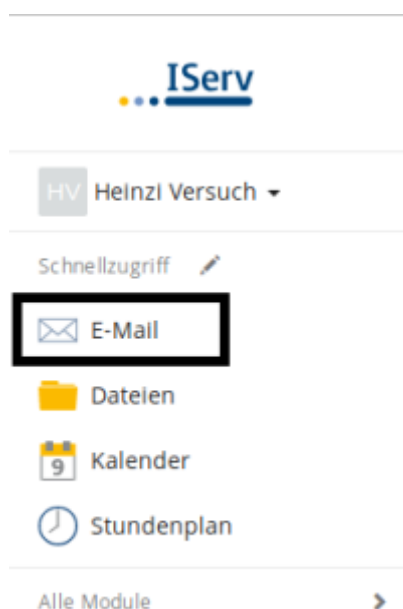 IServ
HV Heinzi Versuch
Schnellzugriff
E-Mail
Dateien
9 Kalender
Stundenplan
Alle Module